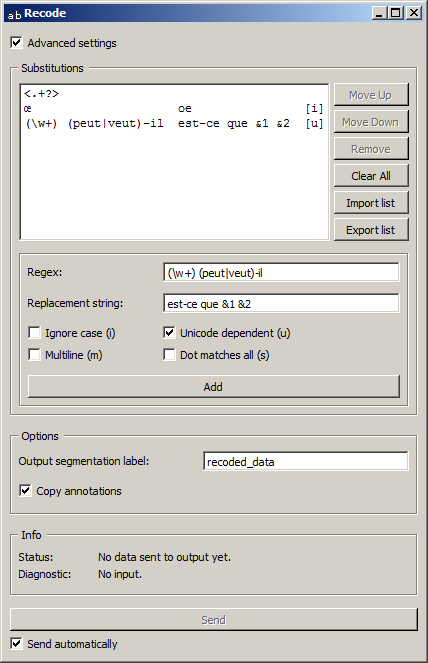 ab Recode
Advanced settings
Substitutions
<.+?>
œ oe [i]
(\w+) (peut|veut)-il est-ce que &1 &2 [u]
Move Up
Move Down
Remove
Clear All
Import list
Export list
Regex: (\w+) (peut|veut)-il
Replacement string: est-ce que &1 &2
Ignore case (i) Unicode dependent (u)
Multiline (m) Dot matches all (s)
Add
Options
Output segmentation label: recoded_data
Copy annotations
Info
Status: No data sent to output yet.
Diagnostic: No input.
Send
Send automatically